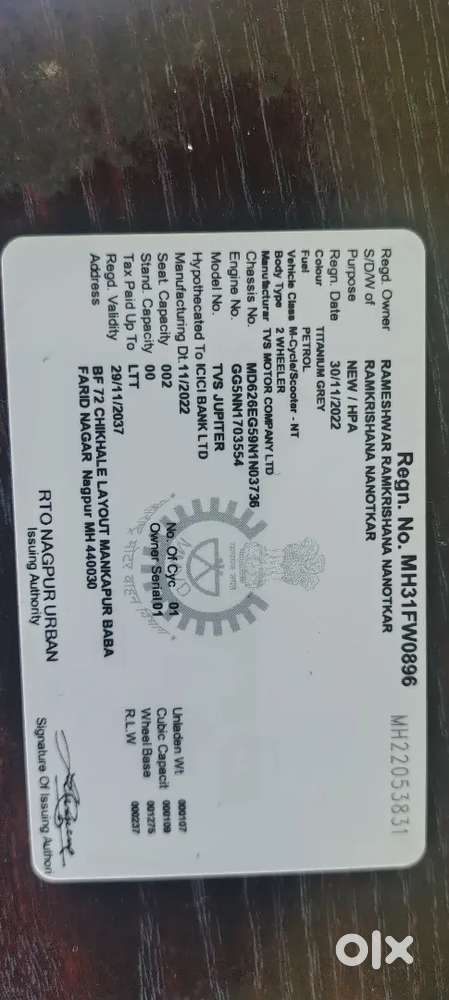 Regn. No. MH31FW0896
MH22053831
Regd. Owner RAMESHWAR RAMKRISHANA NANOTKAR
S/D/W of RAMKRISHANA NANOTKAR
Purpose NEW / HPA
Regn. Date 30/11/2022
Colour TITANIUM GREY
Fuel PETROL
Vehicle Class M-Cycle/Scooter - NT
Body Type 2 WHEELER
Manufacturar TVS MOTOR COMPANY LTD
Chassis No. MD626EG59N1N03736
Engine No. GG5NN1703554
Model No. TVS JUPITER
Hypothecated To ICICI BANK LTD
Manufacturing Dt. 11/2022
Seat Capacity 002
Stand. Capacity 00
Tax Paid Up To LTT
Regd. Validity 29/11/2037
Address BF 72 CHIKHALE LAYOUT MANKAPUR BABA
FARID NAGAR Nagpur MH 440030
No. Of Cyc 01
Owner Serial 01
Unladen Wt 000107
Cubic Capacit 000109
Wheel Base 001275
R.L.W 000237
RTO NAGPUR URBAN
Issuing Authority
Signature Of Issuing Authori
olx